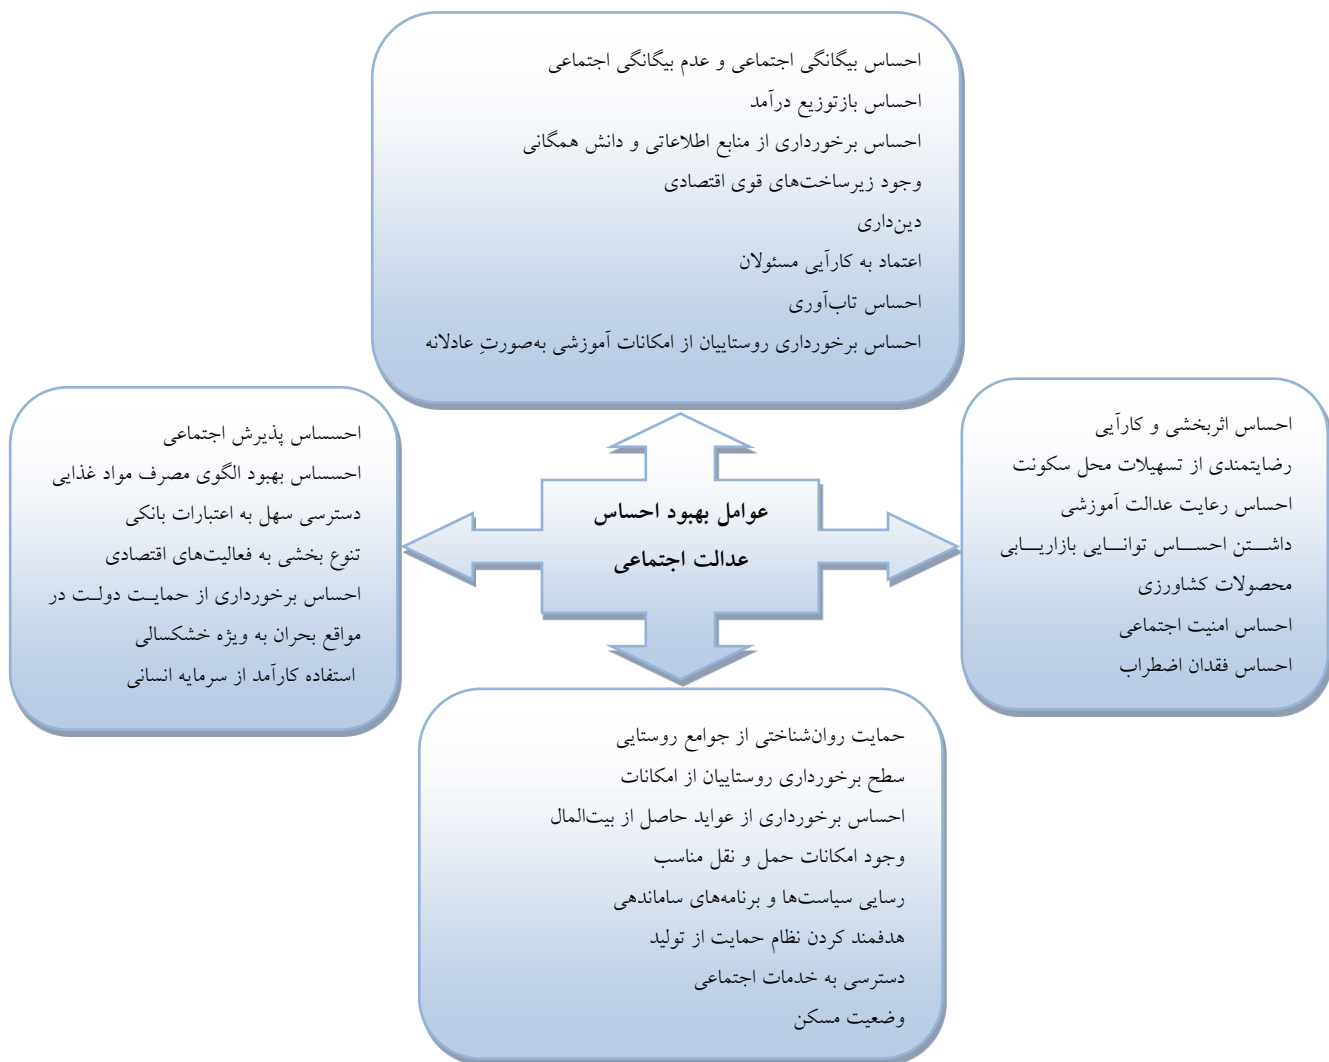 احساس بیگانگی اجتماعی و عدم بیگانگی اجتماعی
احساس بازتوزیع درآمد
احساس برخورداری از منابع اطلاعاتی و دانش همگانی
وجود زیرساخت‌های قوی اقتصادی
دین‌داری
اعتماد به کارآیی مسئولان
احساس تاب‌آوری
احساس برخورداری روستاییان از امکانات آموزشی به‌صورتِ عادلانه
احساس اثربخشی و کارآیی
رضایتمندی از تسهیلات محل سکونت
احساس رعایت عدالت آموزشی
داشــتن احســاس توانــایی بازاریــابی
محصولات کشاورزی
احساس امنیت اجتماعی
احساس فقدان اضطراب
عوامل بهبود احساس
عدالت اجتماعی
احسساس پذیرش اجتماعی
احسساس بهبود الگوی مصرف مواد غذایی
دسترسی سهل به اعتبارات بانکی
تنوع بخشی به فعالیت‌های اقتصادی
احساس برخورداری از حمایـت دولـت در
مواقع بحران به ویژه خشکسالی
استفاده کارآمد از سرمایه انسانی
حمایت روان‌شناختی از جوامع روستایی
سطح برخورداری روستاییان از امکانات
احساس برخورداری از عواید حاصل از بیت‌المال
وجود امکانات حمل و نقل مناسب
رسایی سیاست‌ها و برنامه‌های ساماندهی
هدفمند کردن نظام حمایت از تولید
دسترسی به خدمات اجتماعی
وضعیت مسکن